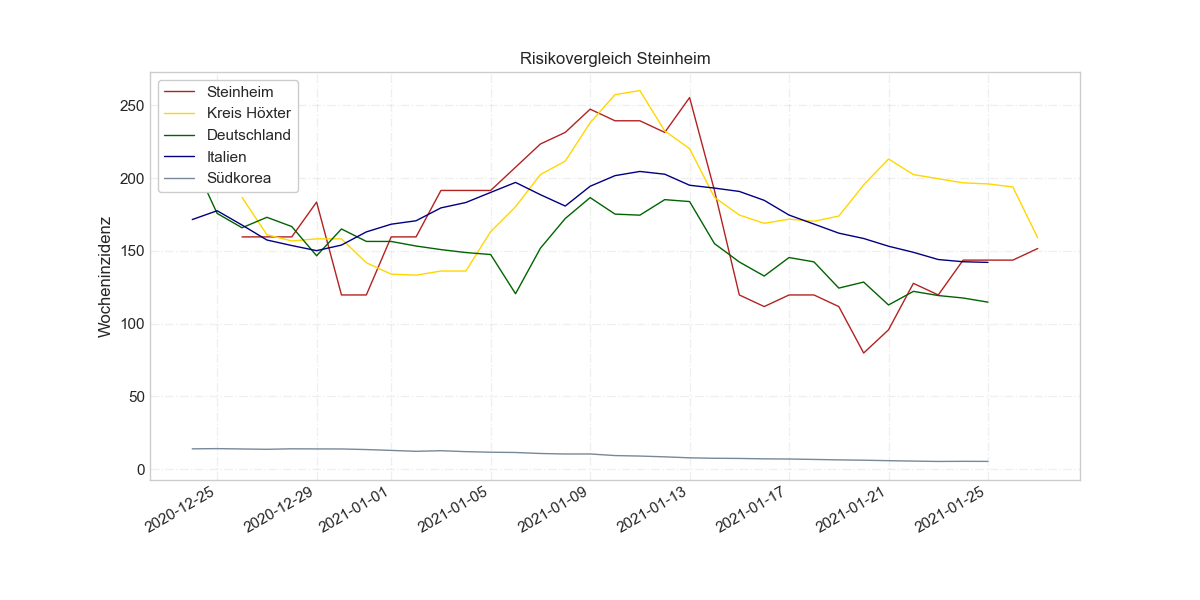 Risikovergleich Steinheim
Steinheim
Kreis Höxter
Deutschland
Italien
Südkorea
Wocheninzidenz
250
200
150
100
50
0
2020-12-25
2020-12-29
2021-01-01
2021-01-05
2021-01-09
2021-01-13
2021-01-17
2021-01-21
2021-01-25